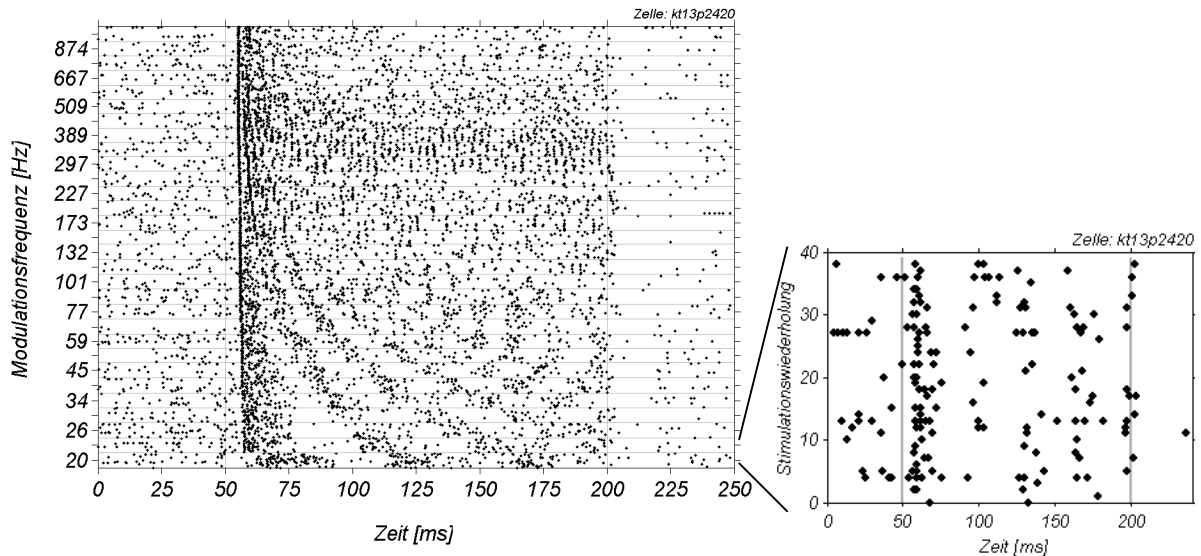 Zelle: kt13p2420
Modulationsfrequenz [Hz]
874
667
509
389
297
227
173
132
101
77
59
45
34
26
20
0 25 50 75 100 125 150 175 200 225 250
Zeit [ms]
Zelle: kt13p2420
Stimulationswiederholung
40
30
20
10
0
0 50 100 150 200
Zeit [ms]